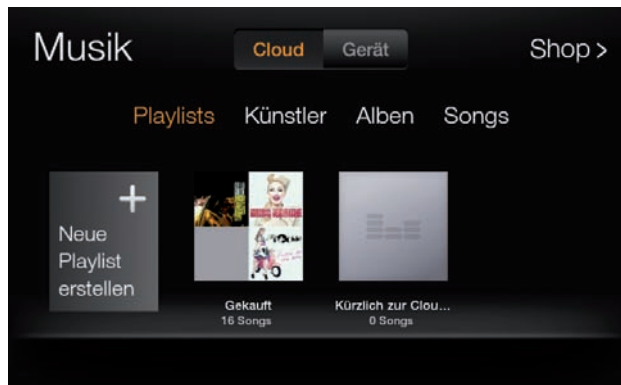 Musik
Cloud Gerät
Shop >
Playlists Künstler Alben Songs
Neue
Playlist
erstellen
Gekauft
16 Songs
Kürzlich zur Clou...
0 Songs